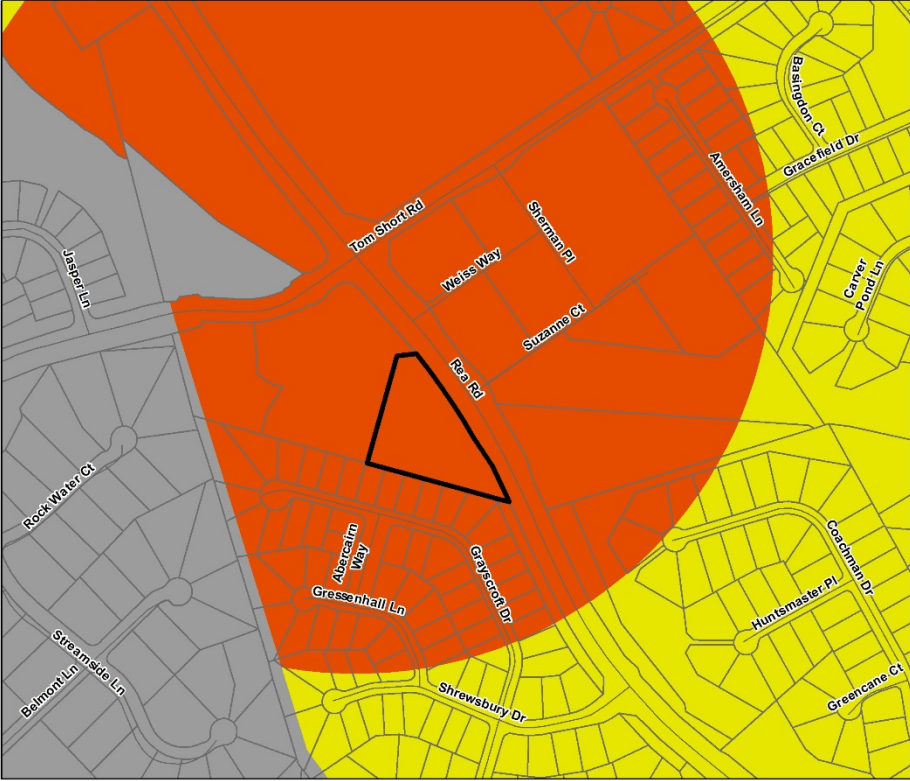 Basingdon Ct
Gracefield Dr
Amersham Ln
Tom Short Rd
Sherman Pl
Weiss Way
Jasper Ln
Carver
Pond Ln
Suzanne Ct
Rea Rd
Rock Water Ct
Abercairn
Way
Grayscroft Dr
Coachman Dr
Gressenhall Ln
Huntsmaster Pl
Streamside Ln
Belmont Ln
Shrewsbury Dr
Greencane Ct